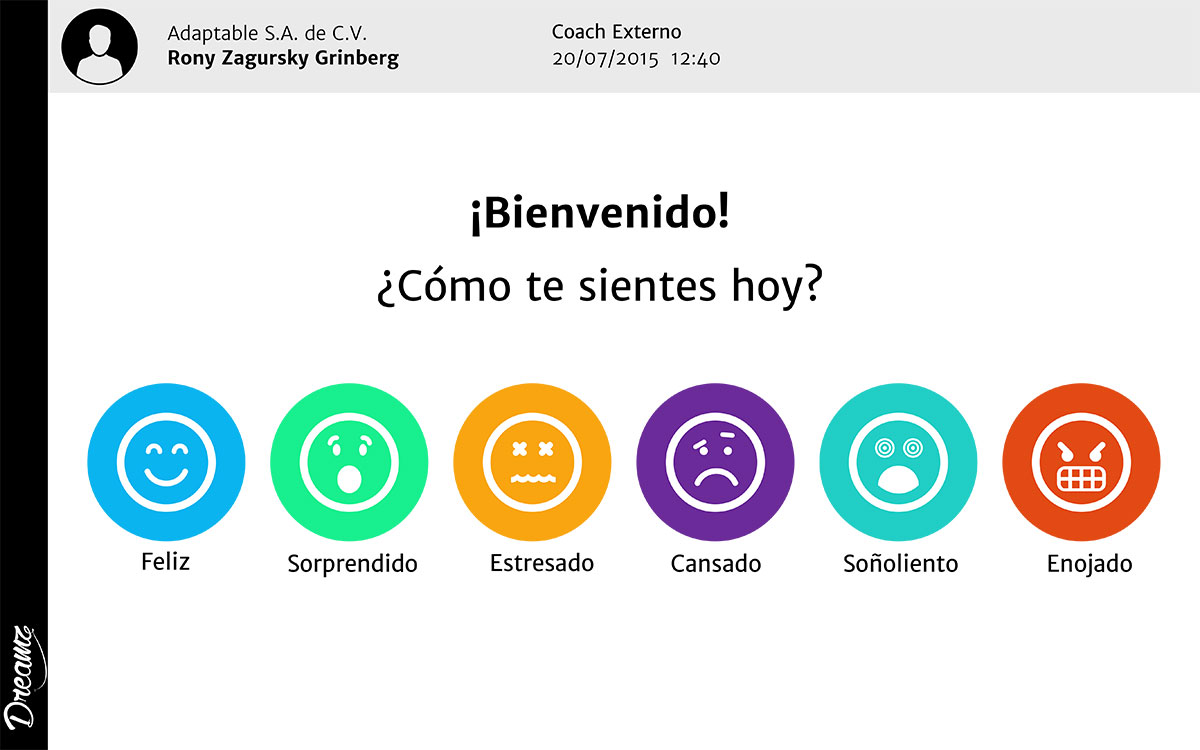 Adaptable S.A. de C.V.
Rony Zagursky Grinberg
Coach Externo
20/07/2015 12:40
¡Bienvenido!
¿Cómo te sientes hoy?
Feliz
Sorprendido
Estresado
Cansado
Soñoliento
Enojado
Dreamz